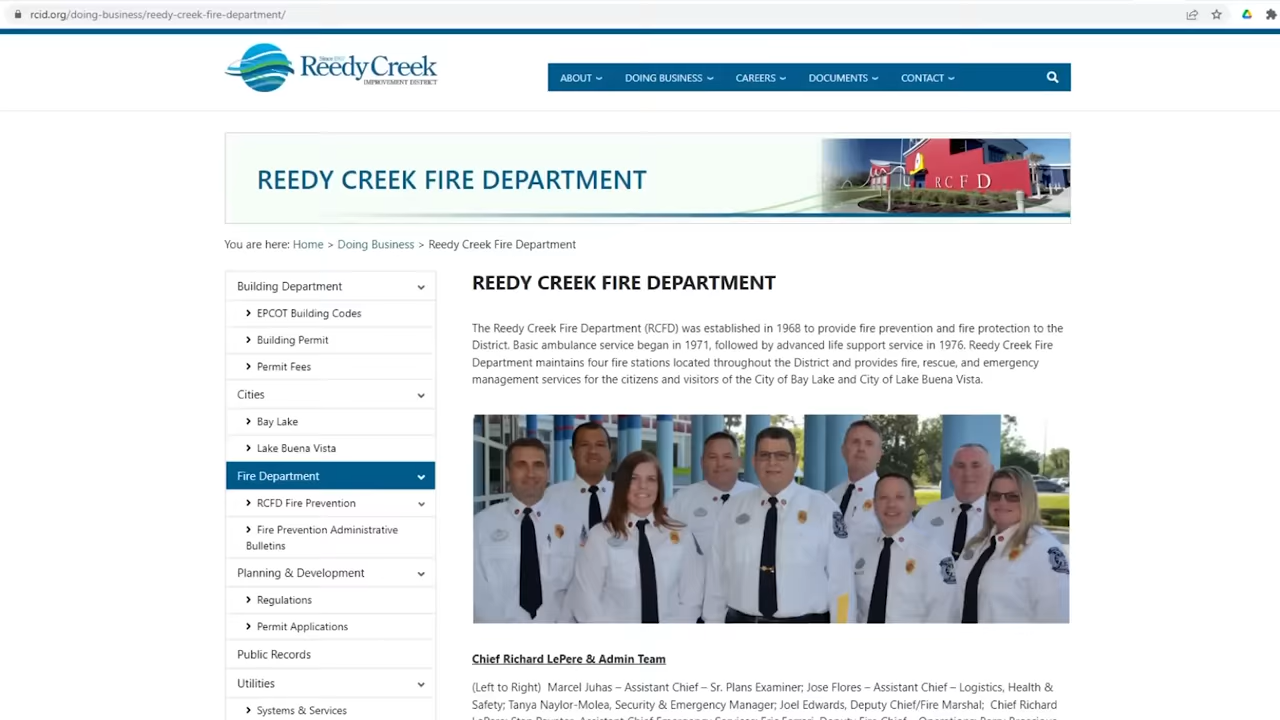 rcid.org/doing-business/reedy-creek-fire-department/
Reedy Creek
IMPROVEMENT DISTRICT
ABOUT
DOING BUSINESS
CAREERS
DOCUMENTS
CONTACT
REEDY CREEK FIRE DEPARTMENT
RCFD
You are here: Home > Doing Business > Reedy Creek Fire Department
Building Department
EPCOT Building Codes
Building Permit
Permit Fees
Cities
Bay Lake
Lake Buena Vista
Fire Department
RCFD Fire Prevention
Fire Prevention Administrative
Bulletins
Planning & Development
Regulations
Permit Applications
Public Records
Utilities
Systems & Services
REEDY CREEK FIRE DEPARTMENT
The Reedy Creek Fire Department (RCFD) was established in 1968 to provide fire prevention and fire protection to the
District. Basic ambulance service began in 1971, followed by advanced life support service in 1976. Reedy Creek Fire
Department maintains four fire stations located throughout the District and provides fire, rescue, and emergency
management services for the citizens and visitors of the City of Bay Lake and City of Lake Buena Vista.
Chief Richard LePere & Admin Team
(Left to Right) Marcel Juhas – Assistant Chief – Sr. Plans Examiner; Jose Flores – Assistant Chief – Logistics, Health &
Safety; Tanya Naylor-Molea, Security & Emergency Manager; Joel Edwards, Deputy Chief/Fire Marshal; Chief Richard